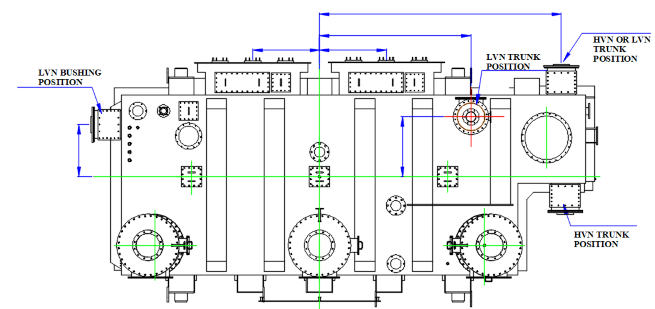 HVN OR LVN
TRUNK
POSITION
LVN TRUNK
POSITION
LVN BUSHING
POSITION
HVN TRUNK
POSITION